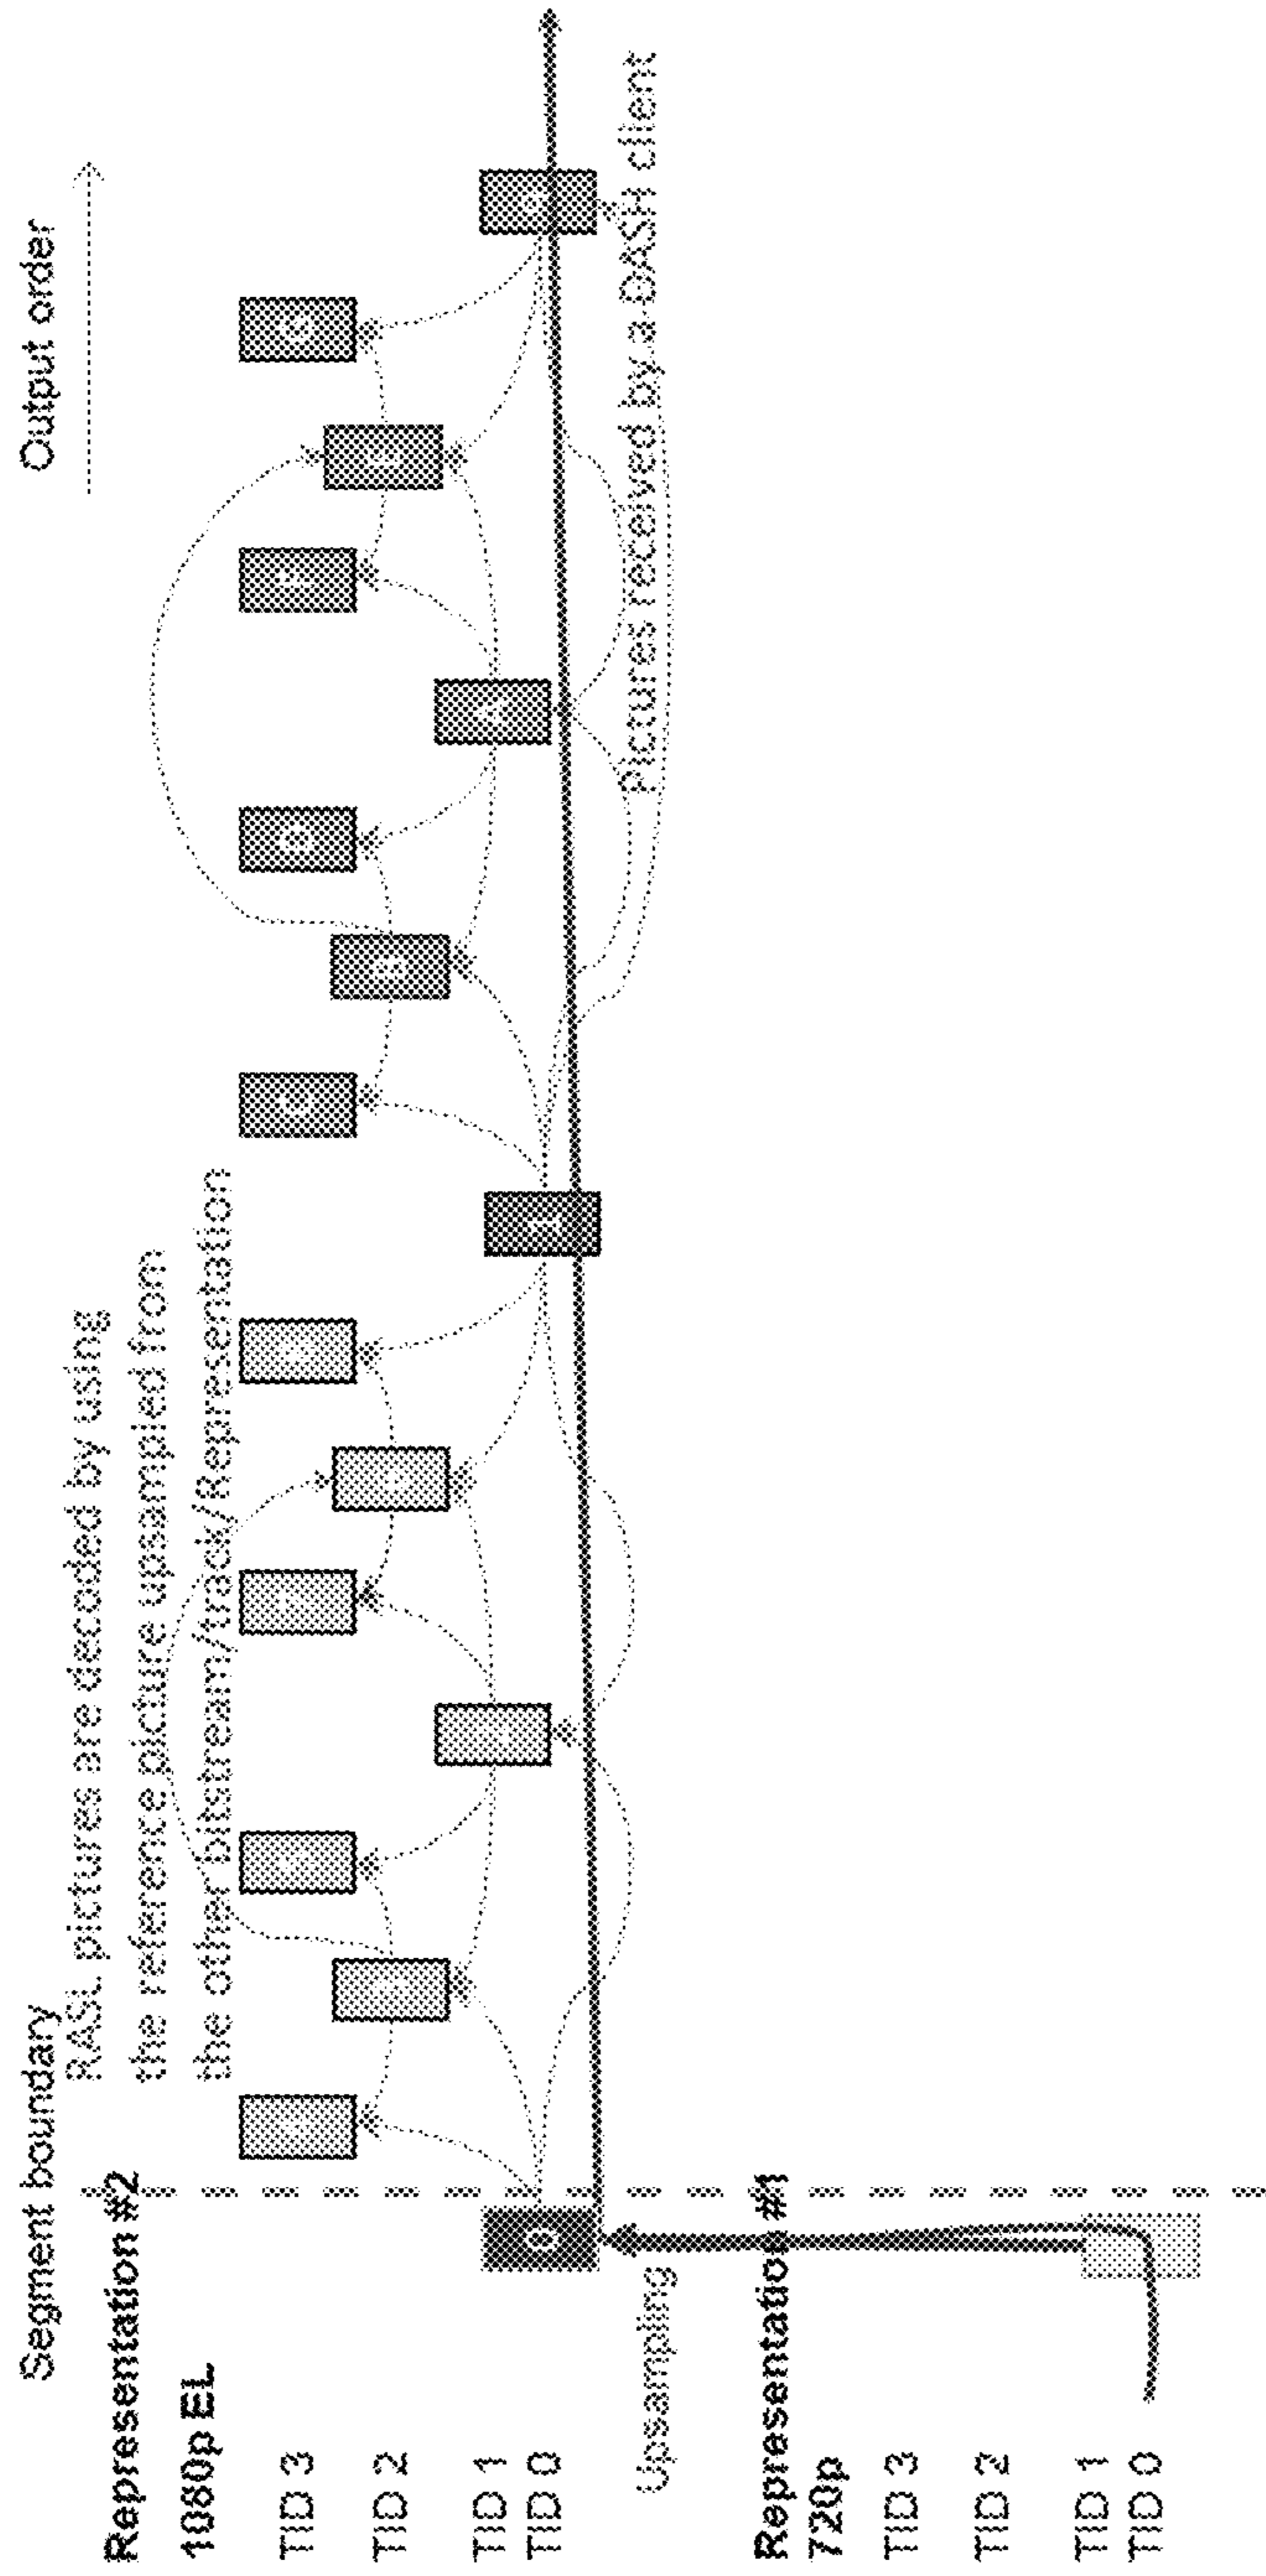 Output order
Segment boundary
RASL pictures are decoded by using
the reference picture upsampled from
the other bitstream/track/Representation
Representation #2
1080p EL
TID 3
TID 2
TID 1
TID 0
Upsampling
Pictures received by a DASH client
Representation #1
720p
TID 3
TID 2
TID 1
TID 0